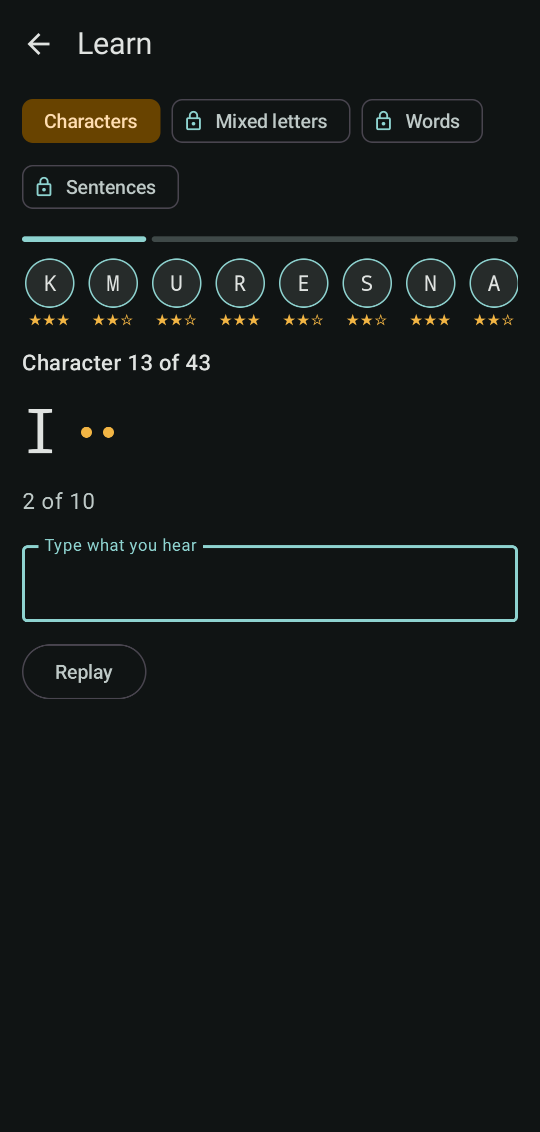 Learn
Characters Mixed letters Words
Sentences
K M U R E S N A
★★★ ★★☆ ★★☆ ★★★ ★★☆ ★★☆ ★★★ ★★☆
Character 13 of 43
I ••
2 of 10
Type what you hear
Replay